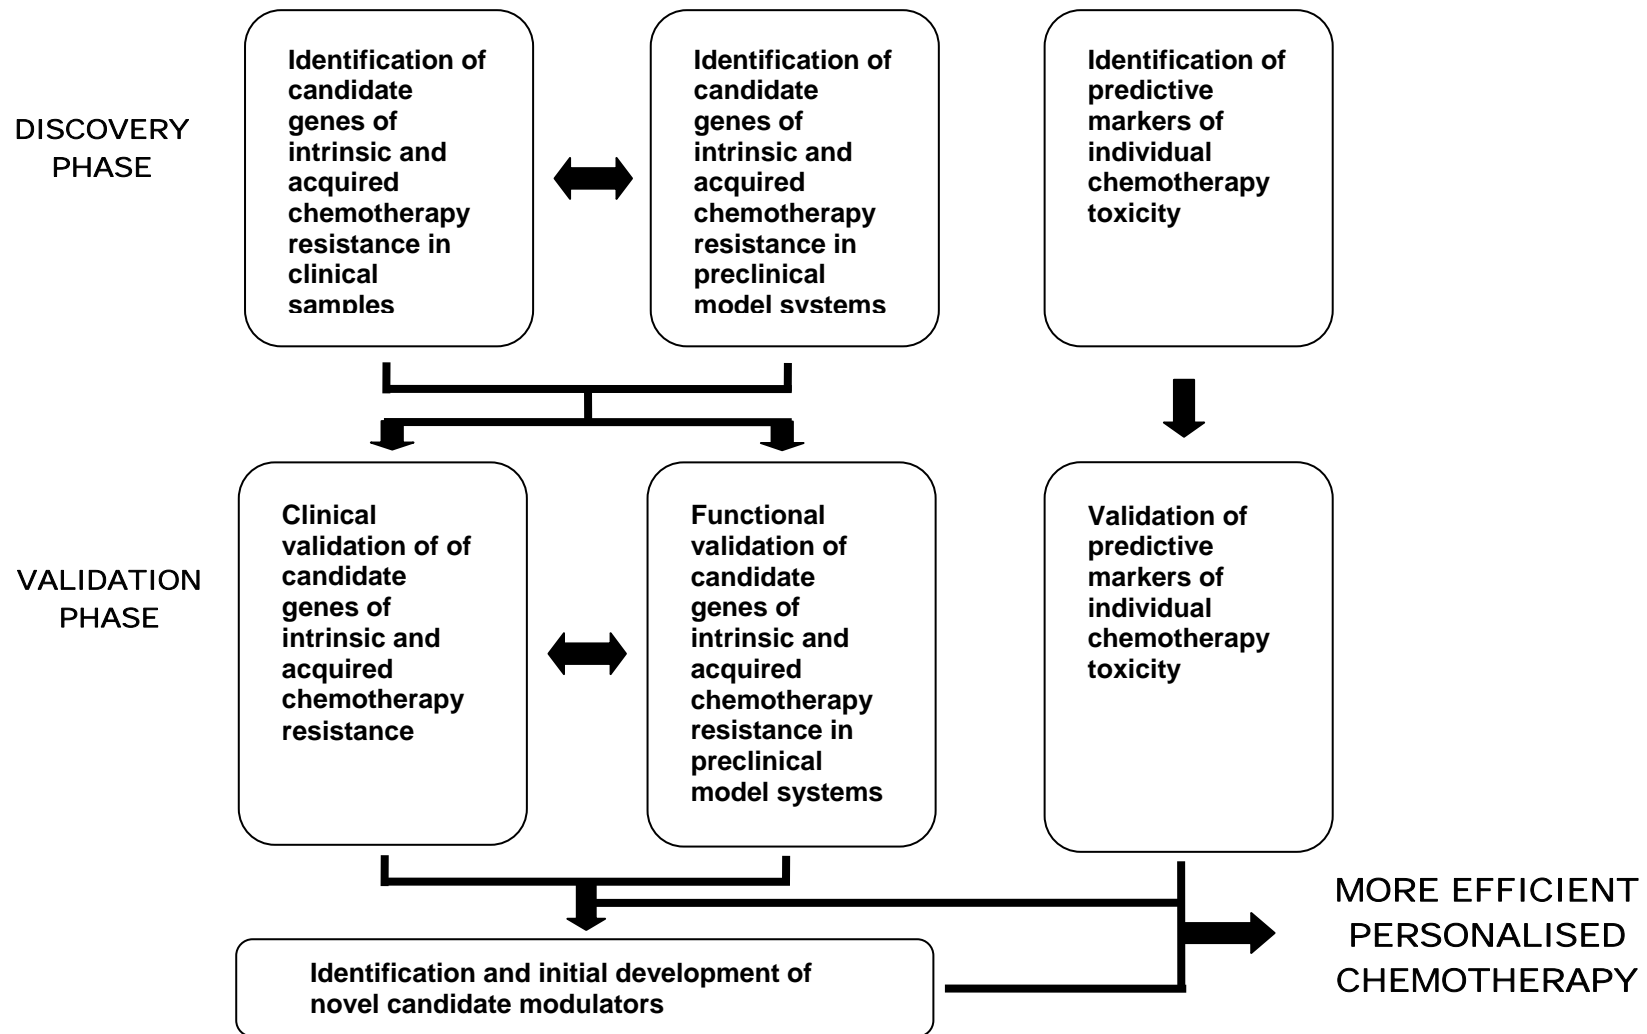 DISCOVERY
PHASE
Identification of
candidate
genes of
intrinsic and
acquired
chemotherapy
resistance in
clinical
samples
Identification of
candidate
genes of
intrinsic and
acquired
chemotherapy
resistance in
preclinical
model systems
Identification of
predictive
markers of
individual
chemotherapy
toxicity
VALIDATION
PHASE
Clinical
validation of of
candidate
genes of
intrinsic and
acquired
chemotherapy
resistance
Functional
validation of
candidate
genes of
intrinsic and
acquired
chemotherapy
resistance in
preclinical
model systems
Validation of
predictive
markers of
individual
chemotherapy
toxicity
Identification and initial development of
novel candidate modulators
MORE EFFICIENT
PERSONALISED
CHEMOTHERAPY